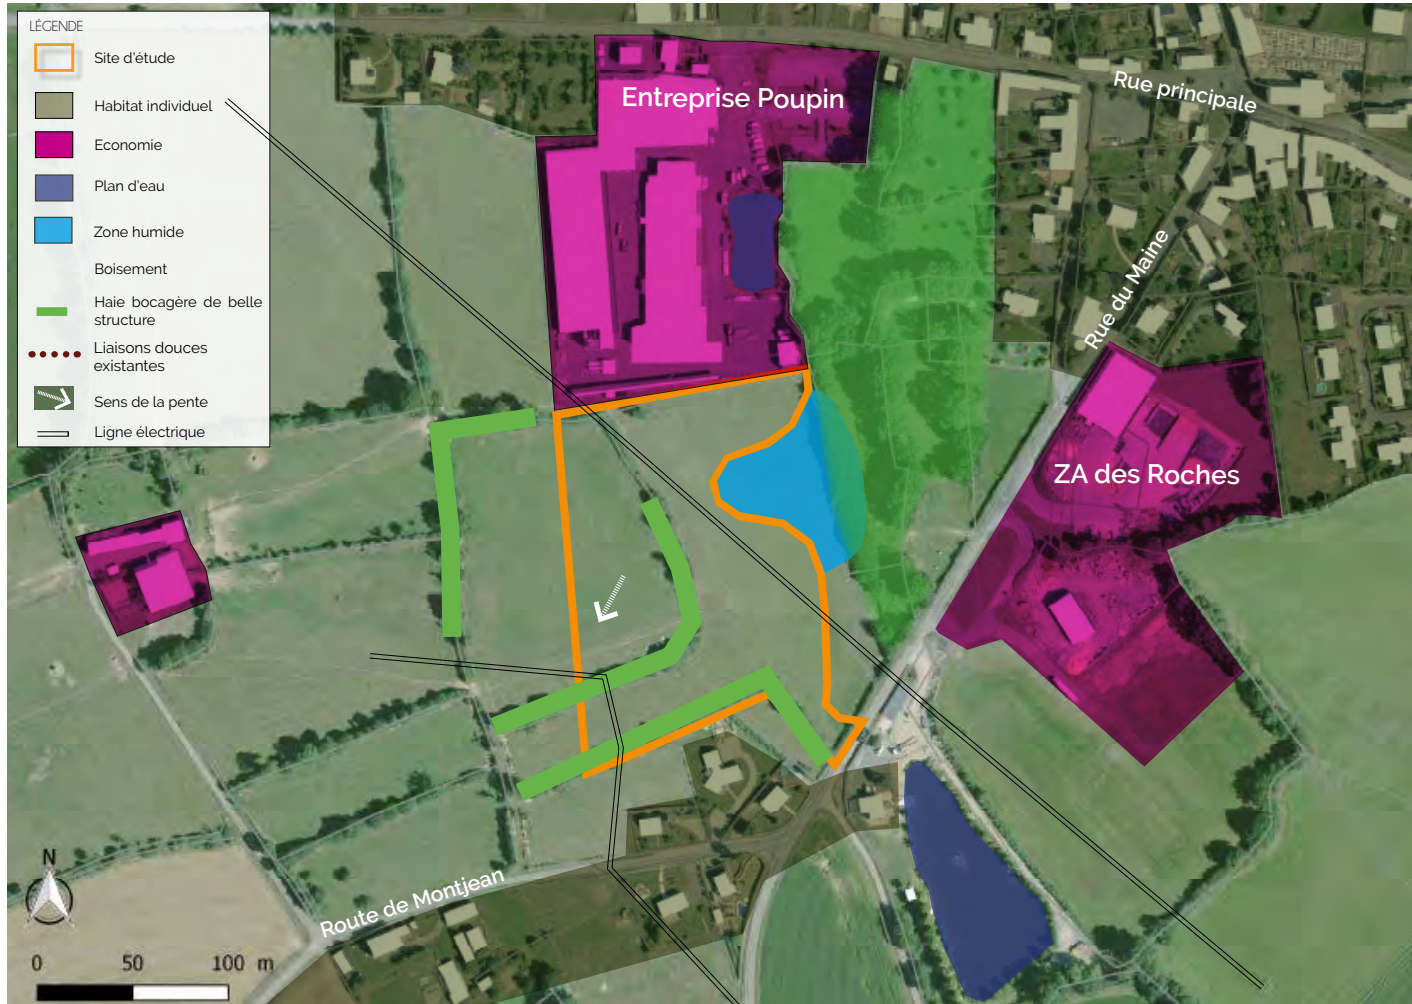 LÉGENDE
Site d'étude
Habitat individuel
Economie
Plan d'eau
Zone humide
Boisement
Haie bocagère de belle
structure
Liaisons douces
existantes
Sens de la pente
Ligne électrique
Entreprise Poupin
Rue principale
Rue du Maine
ZA des Roches
Route de Montjean
N
0 50 100 m